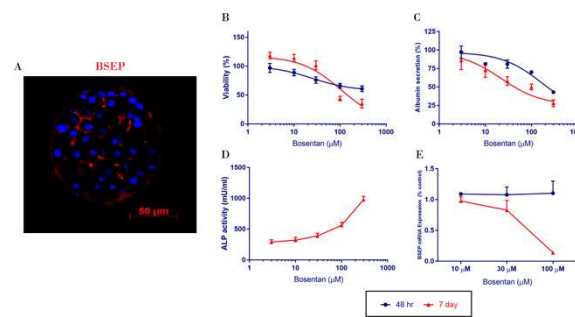 A
BSEP
50 µm
B
Viability (%)
150
100
50
0
1
10
100
1000
Bosentan (µM)
C
Albumin secretion (%)
100
75
50
25
0
1
10
100
1000
Bosentan (µM)
D
ALP activity (mU/ml)
1500
1000
500
0
1
10
100
1000
Bosentan (µM)
E
BSEP mRNA Expression (% control)
1.5
1.0
0.5
0.0
10 µM
30 µM
100 µM
Bosentan (µM)
48 hr
7 day